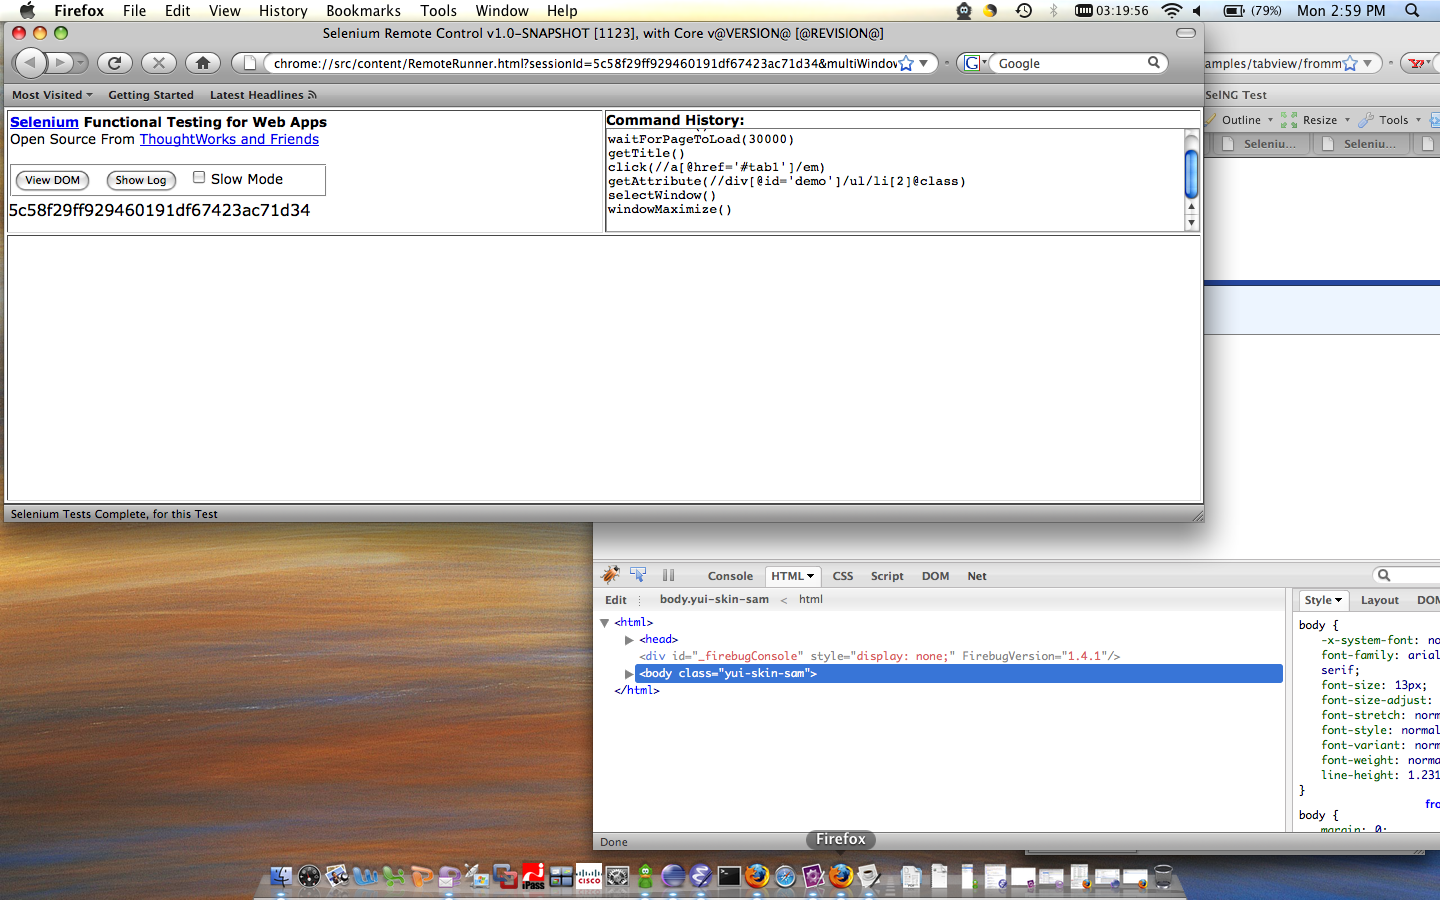 Firefox File Edit View History Bookmarks Tools Window Help 03:19:56 (79%) Mon 2:59 PM
Selenium Remote Control v1.0-SNAPSHOT [1123], with Core v@VERSION@ [@REVISION@]
chrome://src/content/RemoteRunner.html?sessionId=5c58f29ff929460191df67423ac71d34&multiWindov Google
amples/tabview/fromm
Most Visited Getting Started Latest Headlines
SelNG Test
Selenium Functional Testing for Web Apps
Open Source From ThoughtWorks and Friends
View DOM Show Log Slow Mode
5c58f29ff929460191df67423ac71d34
Command History:
waitForPageToLoad(30000)
getTitle()
click(//a[@href='#tab1']/em)
getAttribute(//div[@id='demo']/ul/li[2]@class)
selectWindow()
windowMaximize()
Outline Resize Tools
Seleniu... Seleniu...
Selenium Tests Complete, for this Test
Console HTML CSS Script DOM Net
Edit body.yui-skin-sam < html
<html>
<head>
<div id="_firebugConsole" style="display: none;" FirebugVersion="1.4.1"/>
<body class="yui-skin-sam">
</html>
Style Layout DOM
body {
-x-system-font: no
font-family: arial
serif;
font-size: 13px;
font-size-adjust:
font-stretch: norm
font-style: normal
font-variant: norm
font-weight: norma
line-height: 1.231
}
fro
body {
margin: 0;
Done
Firefox
iPass
CISCO